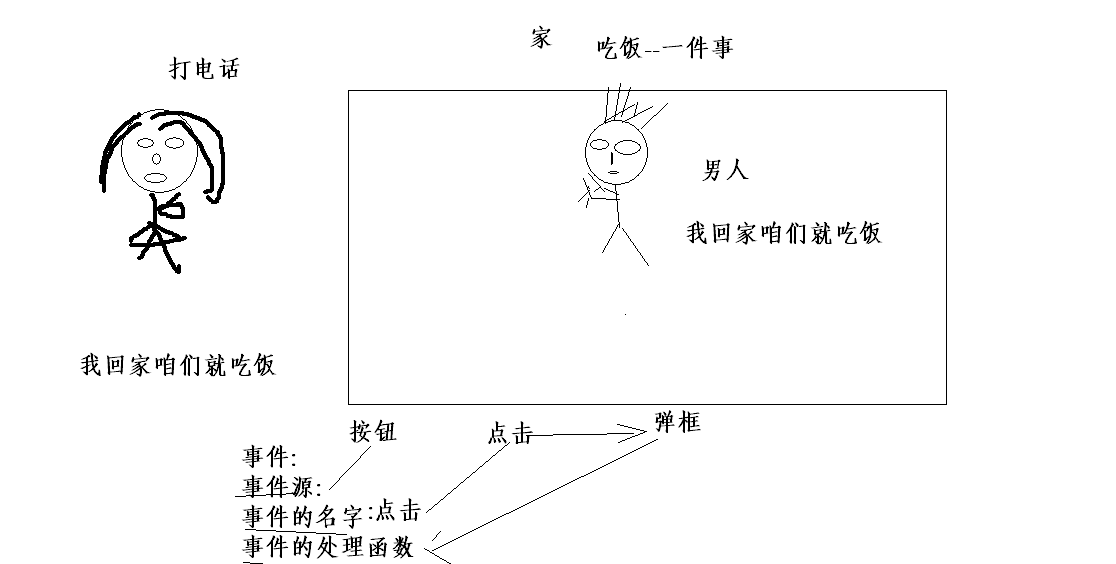 家
吃饭--一件事
打电话
男人
我回家咱们就吃饭
我回家咱们就吃饭
按钮
点击
弹框
事件:
事件源:
事件的名字:点击
事件的处理函数